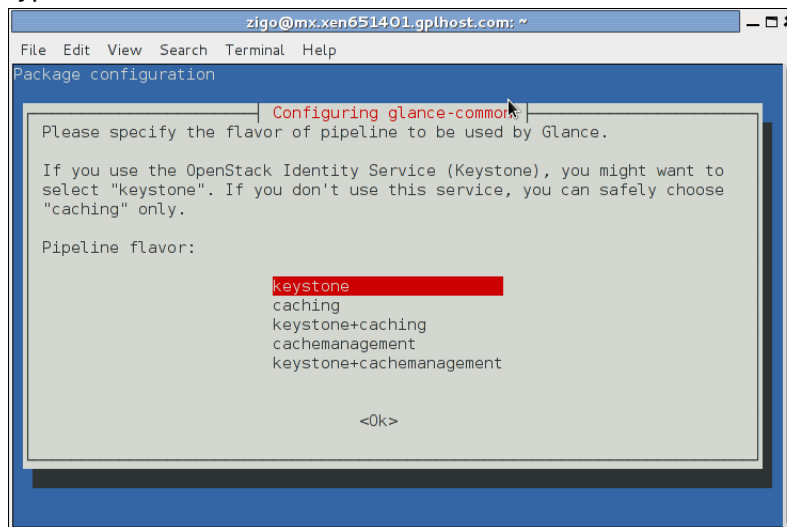 zigo@mx.xen651401.gplhost.com: ~
File Edit View Search Terminal Help
Package configuration
Configuring glance-common
Please specify the flavor of pipeline to be used by Glance.
If you use the OpenStack Identity Service (Keystone), you might want to
select "keystone". If you don't use this service, you can safely choose
"caching" only.
Pipeline flavor:
keystone
caching
keystone+caching
cachemanagement
keystone+cachemanagement
<Ok>